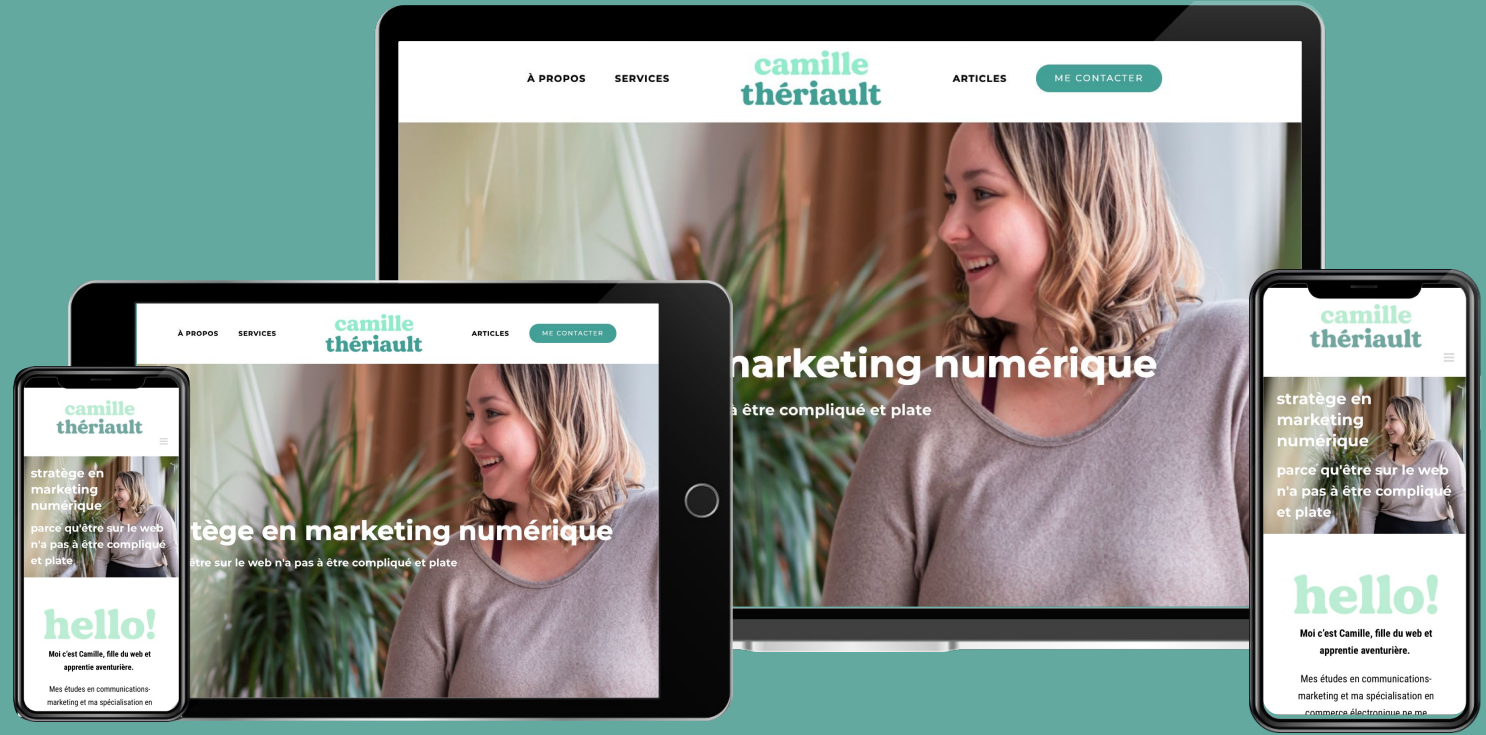 À PROPOS SERVICES camille thériault ARTICLES ME CONTACTER
marketing numérique
à être compliqué et plate
À PROPOS SERVICES camille thériault ARTICLES ME CONTACTER
tège en marketing numérique
être sur le web n'a pas à être compliqué et plate
camille
thériault
stratège en
marketing
numérique
parce qu'être sur le web
n'a pas à être compliqué
et plate
hello!
Moi c'est Camille, fille du web et
apprentie aventurière.
Mes études en communications-
marketing et ma spécialisation en
camille
thériault
stratège en
marketing
numérique
parce qu'être sur le web
n'a pas à être compliqué
et plate
hello!
Moi c'est Camille, fille du web et
apprentie aventurière.
Mes études en communications-
marketing et ma spécialisation en
commerce électronique ne me